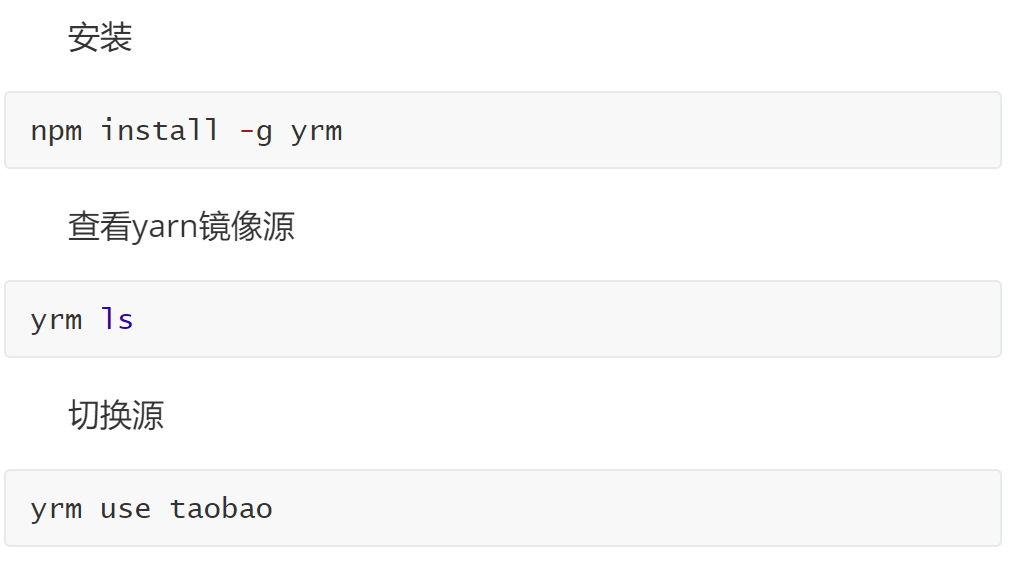 安装
npm install -g yrm
查看yarn镜像源
yrm ls
切换源
yrm use taobao